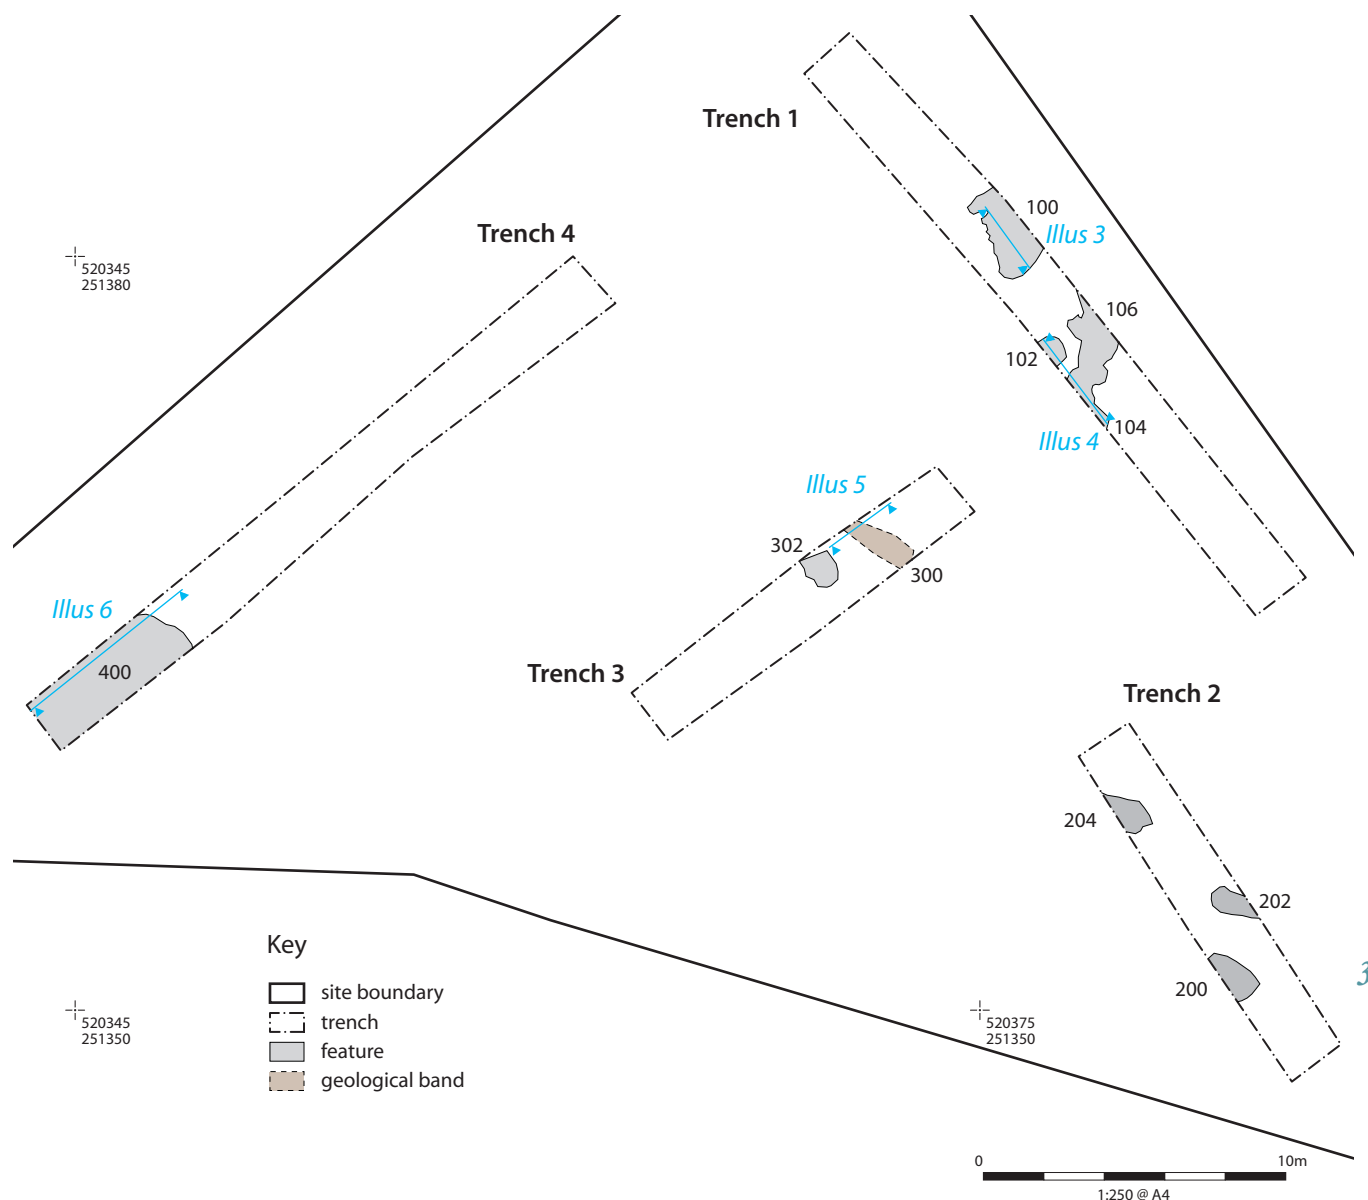 Trench 1
100
Illus 3
Trench 4
520345
251380
106
102
104
Illus 4
Illus 5
302
300
Illus 6
400
Trench 3
Trench 2
204
202
200
Key
site boundary
trench
feature
geological band
520345
251350
520375
251350
3
0 10m
1:250 @ A4